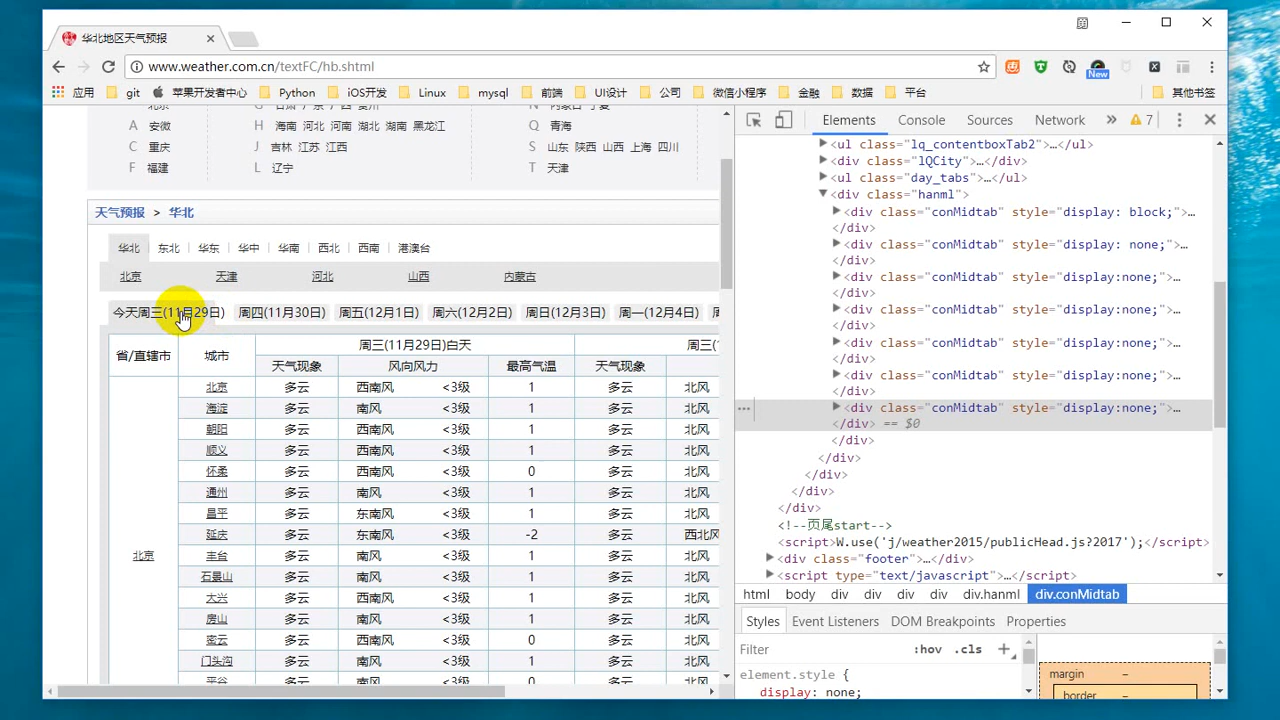 华北地区天气预报
www.weather.com.cn/textFC/hb.shtml
New
应用 git 苹果开发者中心 Python iOS开发 Linux mysql 前端 UI设计 公司 微信小程序 金融 数据 平台 其他书签
A 安徽 H 海南 河北 河南 湖北 湖南 黑龙江 Q 青海
C 重庆 J 吉林 江苏 江西 S 山东 陕西 山西 上海 四川
F 福建 L 辽宁 T 天津
天气预报 > 华北
华北 东北 华东 华中 华南 西北 西南 港澳台
北京 天津 河北 山西 内蒙古
今天周三(11月29日) 周四(11月30日) 周五(12月1日) 周六(12月2日) 周日(12月3日) 周一(12月4日)
省/直辖市 城市 周三(11月29日)白天 周三(
天气现象 风向风力 最高气温 天气现象
北京
北京 多云 西南风 <3级 1 多云 北风
海淀 多云 南风 <3级 1 多云 北风
朝阳 多云 西南风 <3级 1 多云 北风
顺义 多云 西南风 <3级 1 多云 北风
怀柔 多云 西南风 <3级 0 多云 北风
通州 多云 南风 <3级 1 多云 北风
昌平 多云 东南风 <3级 1 多云 北风
延庆 多云 东南风 <3级 -2 多云 西北风
丰台 多云 南风 <3级 1 多云 北风
石景山 多云 南风 <3级 1 多云 北风
大兴 多云 南风 <3级 1 多云 北风
房山 多云 南风 <3级 1 多云 北风
密云 多云 西南风 <3级 0 多云 北风
门头沟 多云 南风 <3级 1 多云 北风
Elements Console Sources Network » 7
<ul class="lq_contentboxTab2">…</ul>
<div class="lQCity">…</div>
<ul class="day_tabs">…</ul>
<div class="hanml">
<div class="conMidtab" style="display: block;">…
</div>
<div class="conMidtab" style="display: none;">…
</div>
<div class="conMidtab" style="display:none;">…
</div>
<div class="conMidtab" style="display:none;">…
</div>
<div class="conMidtab" style="display:none;">…
</div>
<div class="conMidtab" style="display:none;">…
</div>
<div class="conMidtab" style="display:none;">…
</div> == $0
</div>
</div>
</div>
</div>
</div>
<!--页尾start-->
<script>W.use('j/weather2015/publicHead.js?2017');</script>
<div class="footer">…</div>
<script type="text/javascript">…</script>
html body div div div div div.hanml div.conMidtab
Styles Event Listeners DOM Breakpoints Properties
Filter :hov .cls +
element.style {
display: none;
margin –
border –